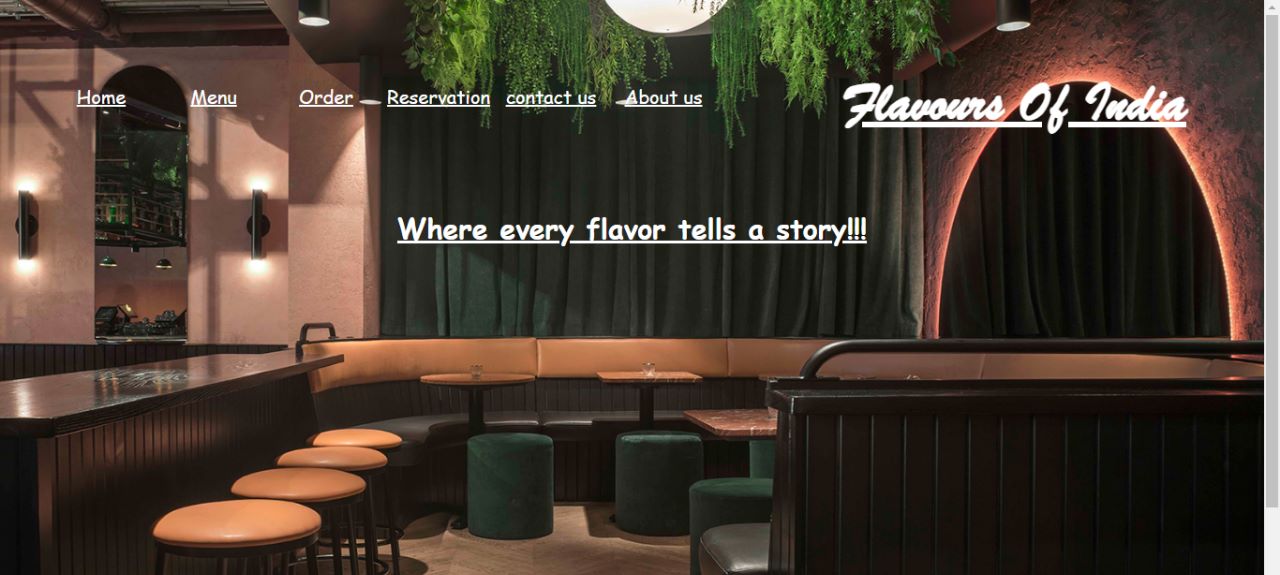 Home Menu Order Reservation contact us About us
Flavours Of India
Where every flavor tells a story!!!